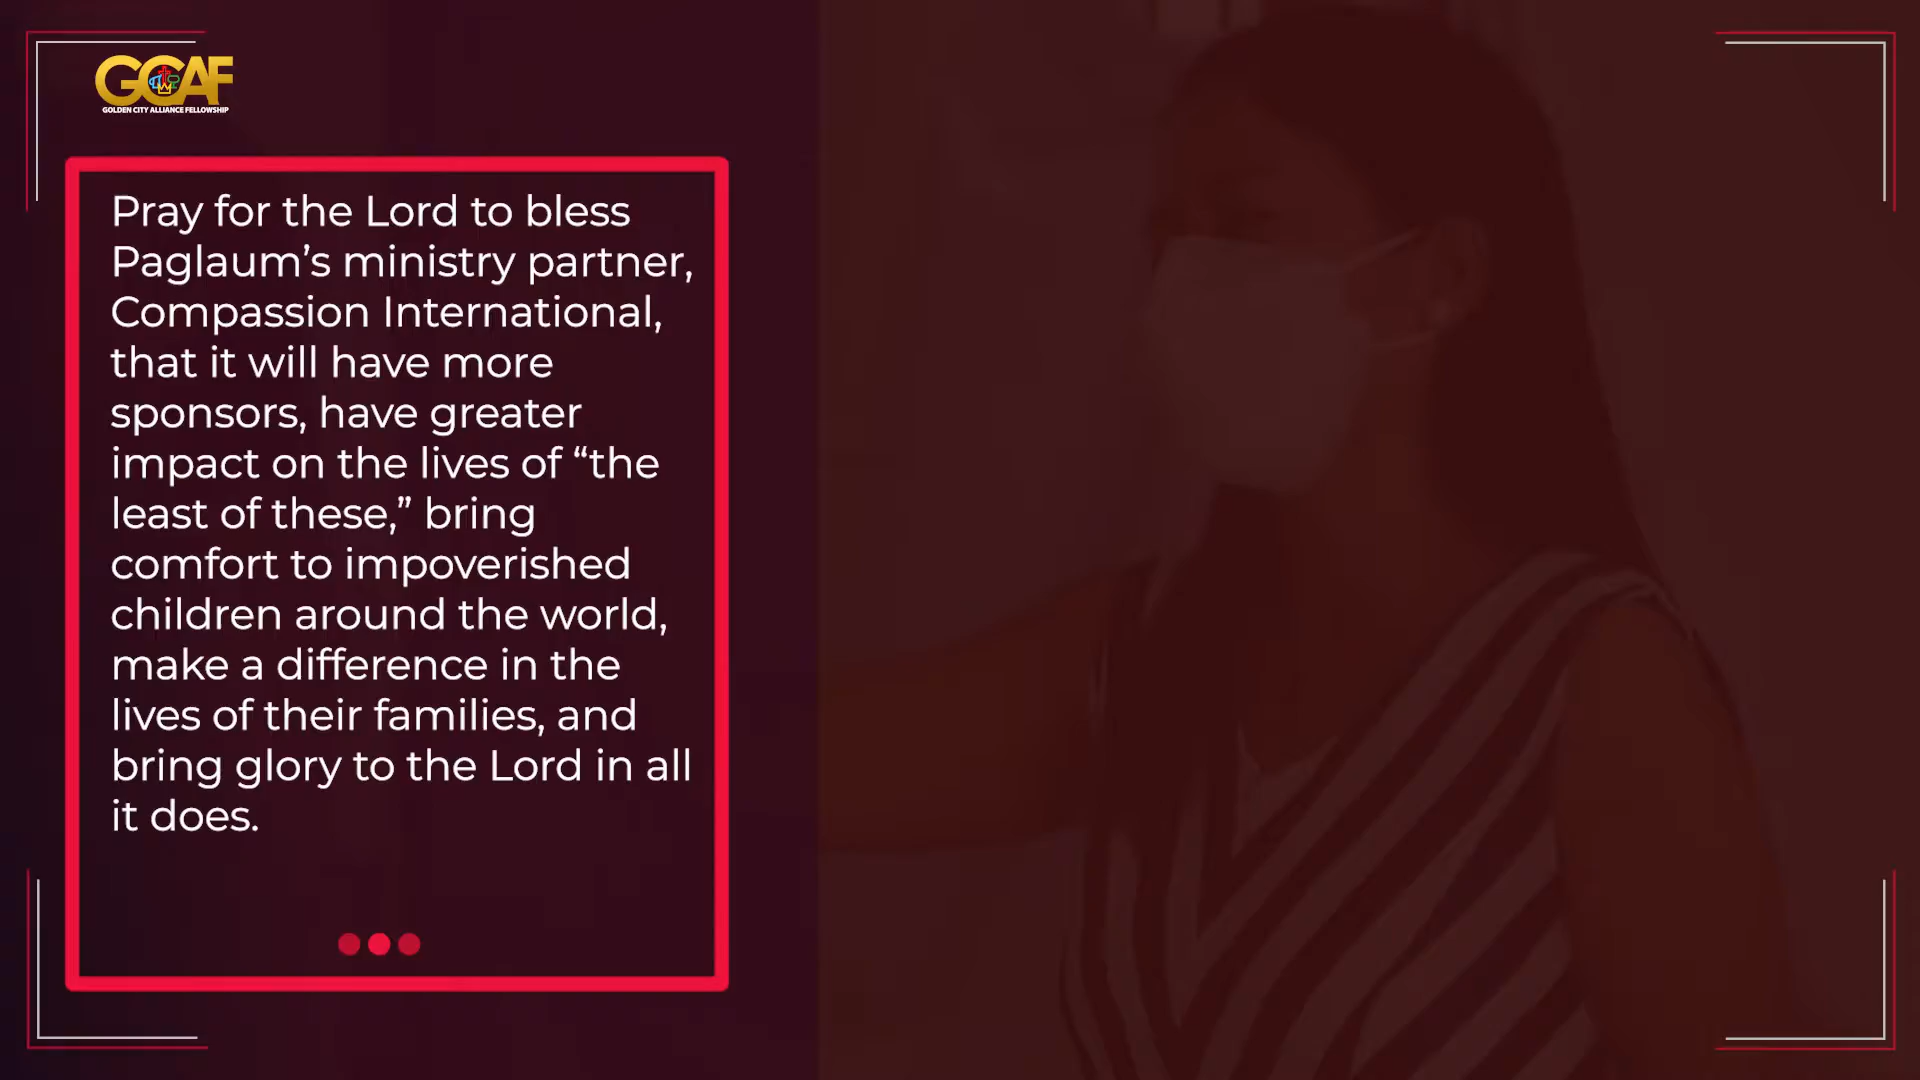 GCAF
GOLDEN CITY ALLIANCE FELLOWSHIP
Pray for the Lord to bless
Paglaum’s ministry partner,
Compassion International,
that it will have more
sponsors, have greater
impact on the lives of “the
least of these,” bring
comfort to impoverished
children around the world,
make a difference in the
lives of their families, and
bring glory to the Lord in all
it does.